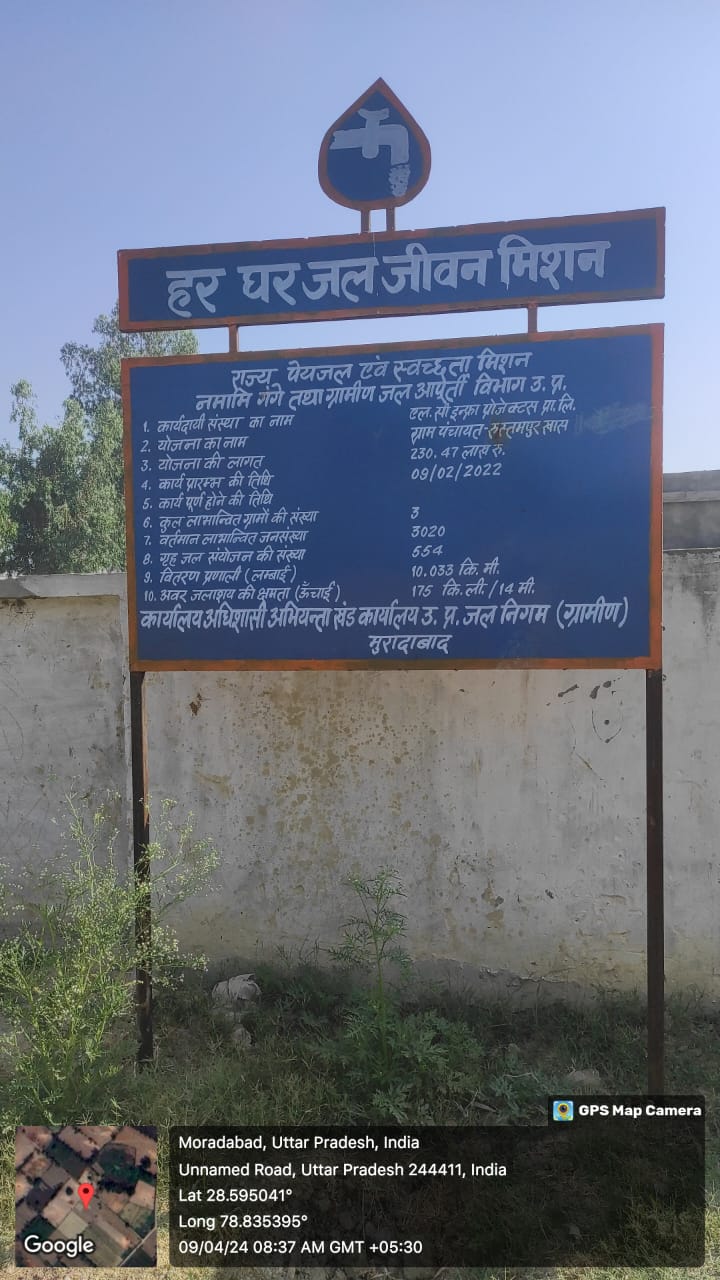 हर घर जल जीवन मिशन
राज्य पेयजल एवं स्वच्छता मिशन
नमामि गंगे तथा ग्रामीण जल आपूर्ती विभाग उ. प्र.
1. कार्यदायी संस्था का नाम एल. सी इन्फ्रा प्रोजेक्टस प्रा. लि.
2. योजना का नाम ग्राम पंचायत-रुस्तमपुर खास
3. योजना की लागत 230.47 लाख रु.
4. कार्य प्रारम्भ की तिथि 09/02/2022
5. कार्य पूर्ण होने की तिथि
6. कुल लाभान्वित ग्रामों की संख्या 3
7. वर्तमान लाभान्वित जनसंख्या 3020
8. गृह जल संयोजन की संख्या 554
9. वितरण प्रणाली (लम्बाई) 10.033 कि. मी.
10. अवर जलाशय की क्षमता (ऊँचाई) 175 कि. ली. / 14 मी.
कार्यालय अधिशासी अभियन्ता खंड कार्यालय उ. प्र. जल निगम (ग्रामीण)
मुरादाबाद
GPS Map Camera
Moradabad, Uttar Pradesh, India
Unnamed Road, Uttar Pradesh 244411, India
Lat 28.595041°
Long 78.835395°
09/04/24 08:37 AM GMT +05:30
Google